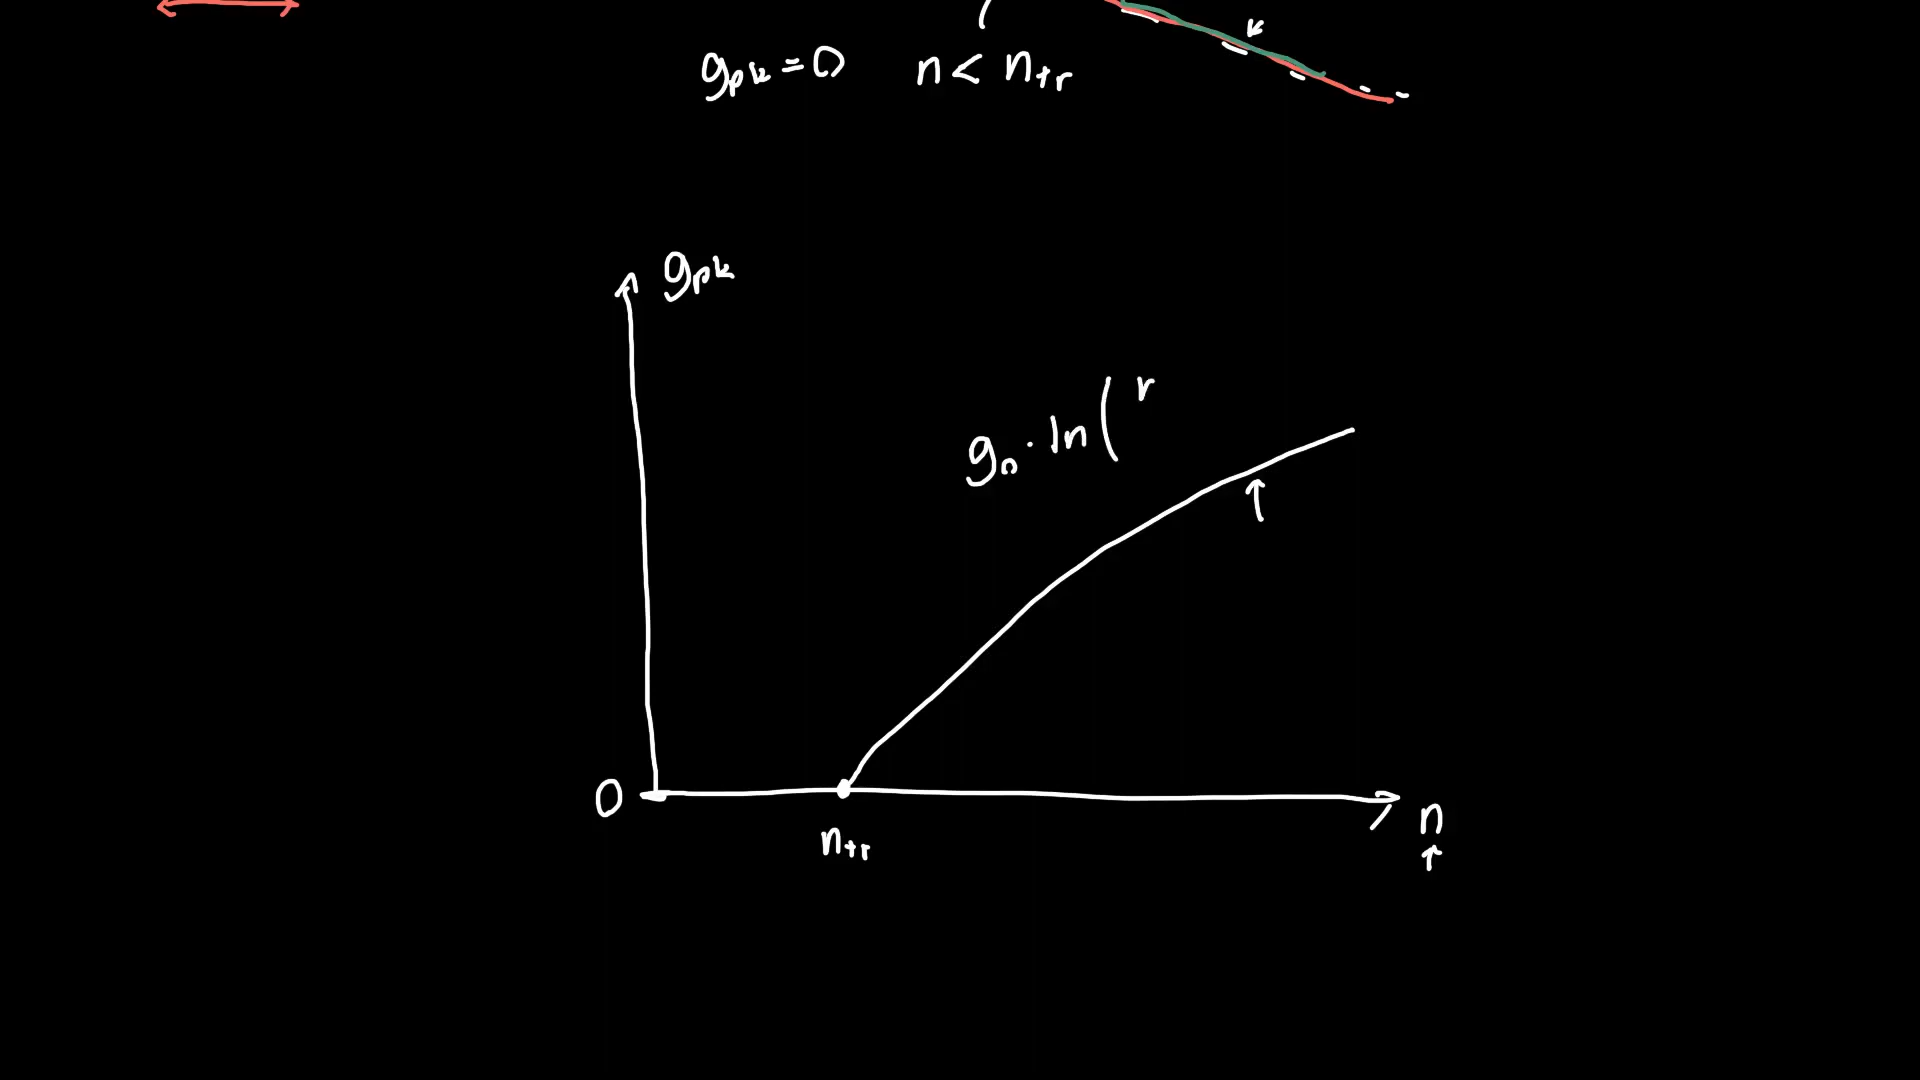 g_pk = 0 n < n_tr
g_pk
g_0 · ln(
0
n_tr
n